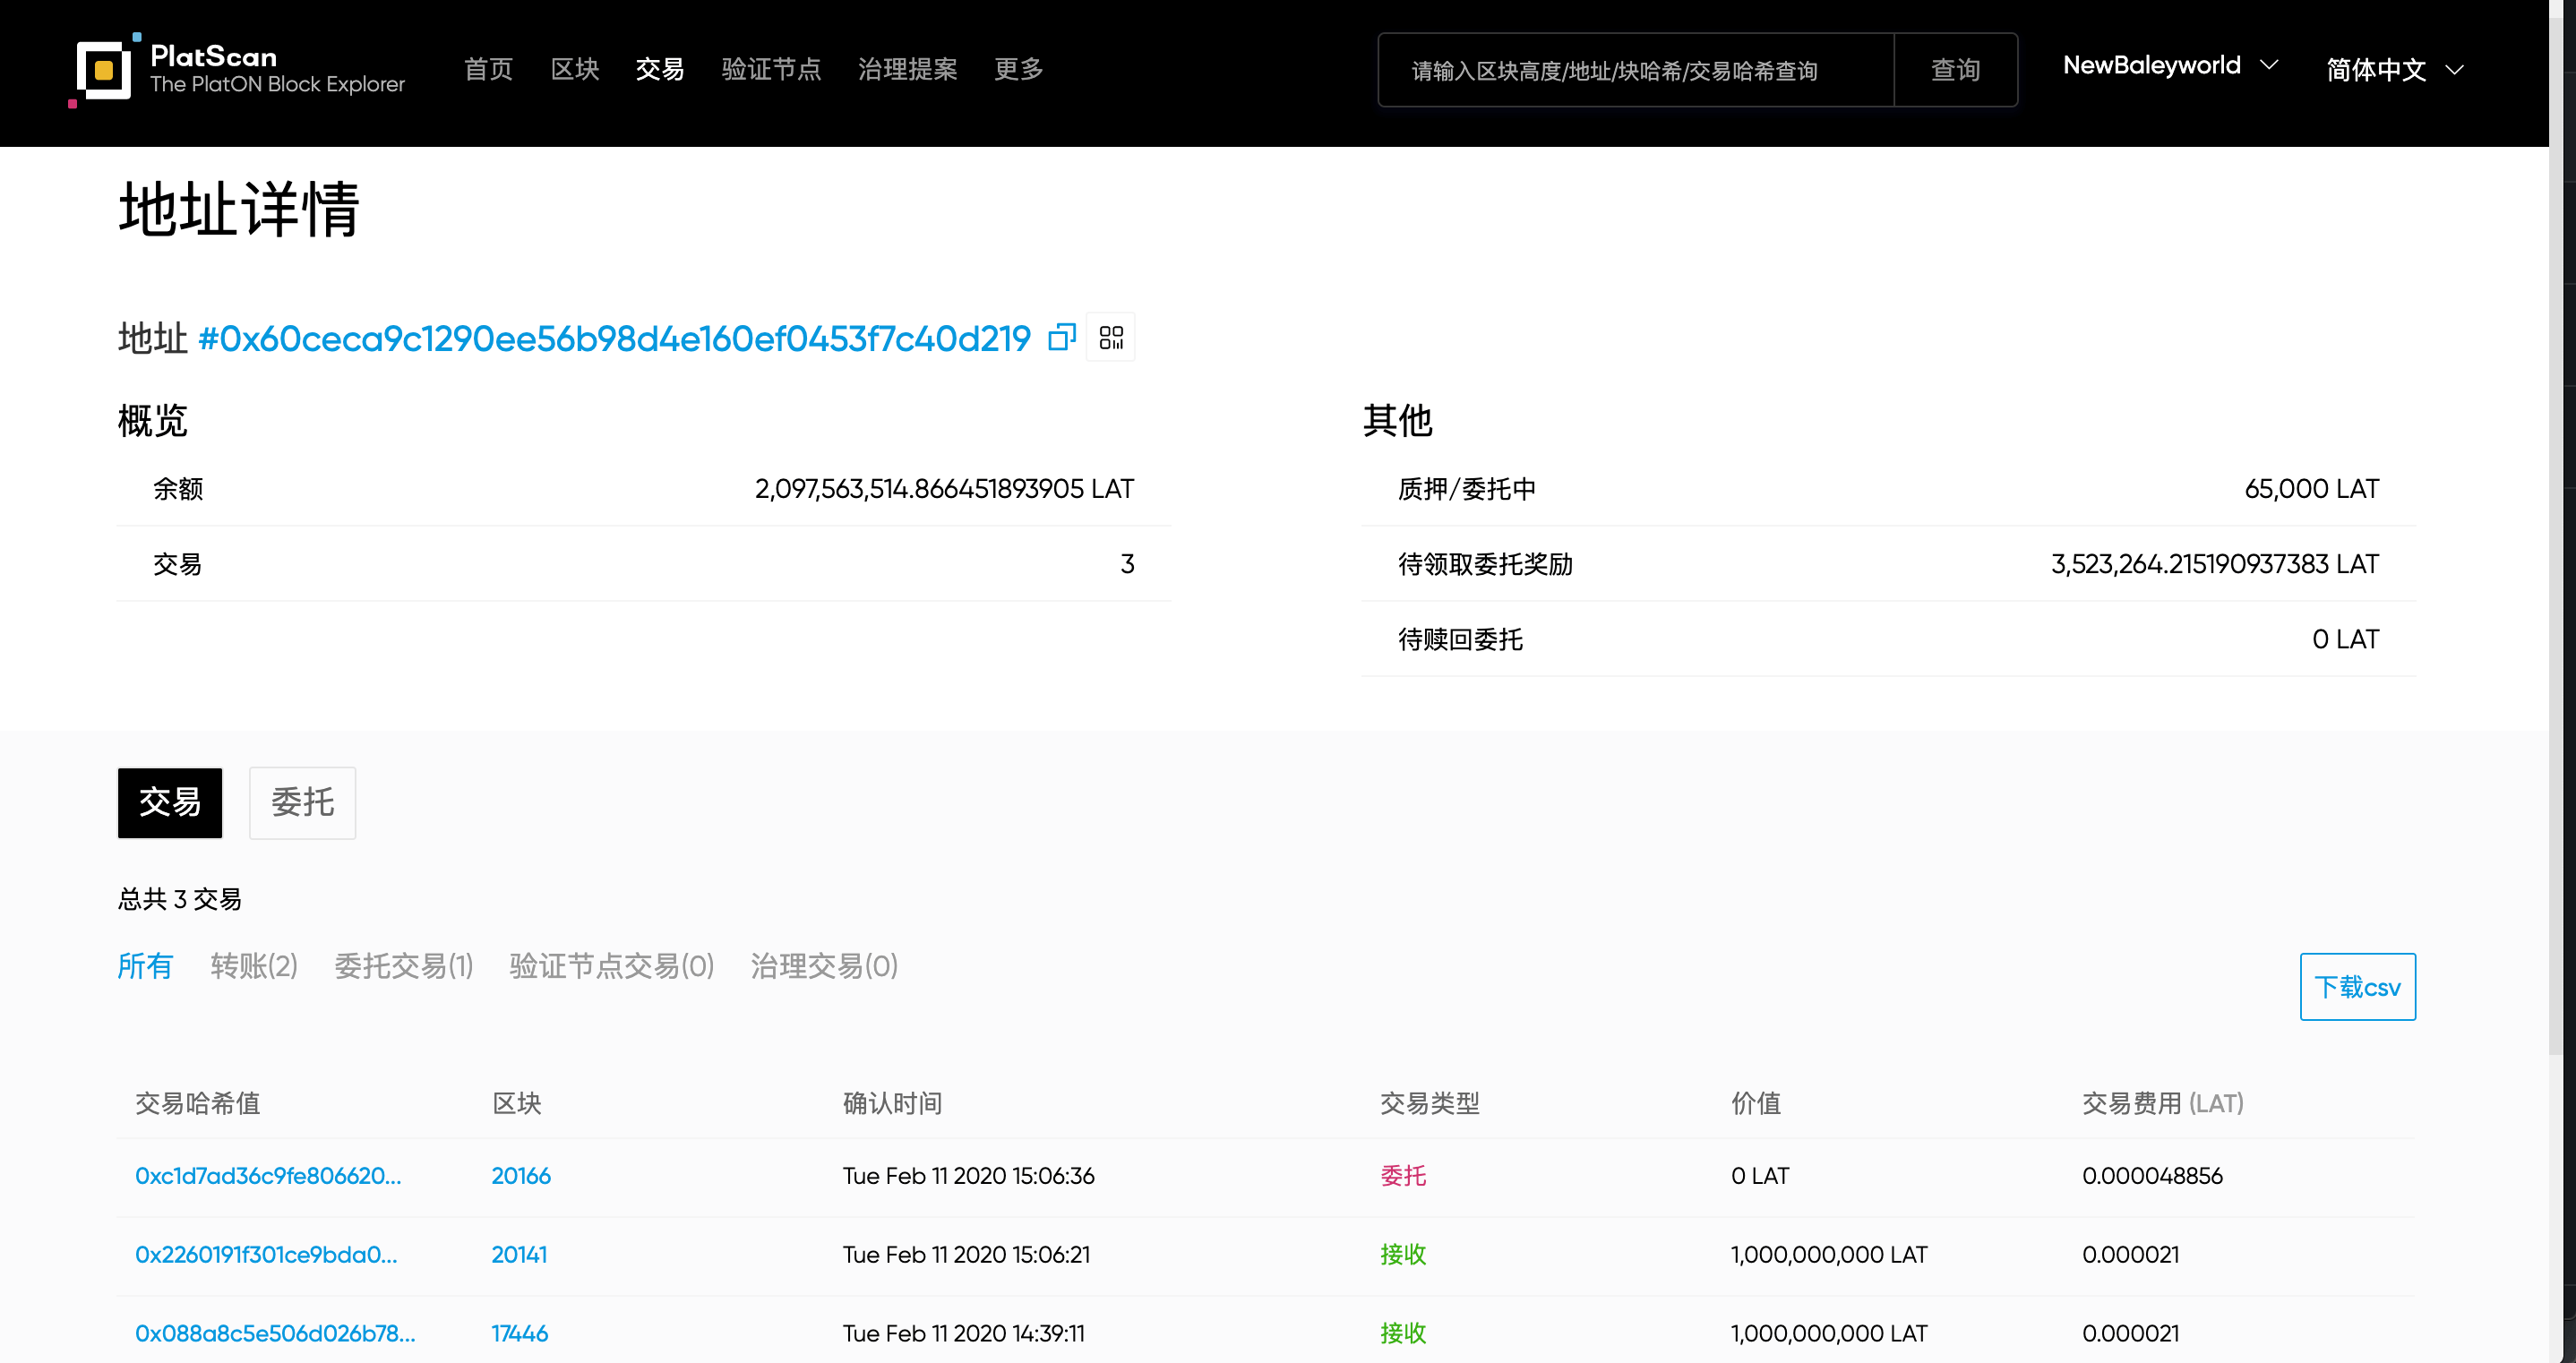 PlatScan
The PlatON Block Explorer
首页 区块 交易 验证节点 治理提案 更多
请输入区块高度/地址/块哈希/交易哈希查询 查询
NewBaleyworld 简体中文
地址详情
地址 #0x60ceca9c1290ee56b98d4e160ef0453f7c40d219
概览
余额 2,097,563,514.866451893905 LAT
交易 3
其他
质押/委托中 65,000 LAT
待领取委托奖励 3,523,264.215190937383 LAT
待赎回委托 0 LAT
交易 委托
总共 3 交易
所有 转账(2) 委托交易(1) 验证节点交易(0) 治理交易(0)
下载csv
交易哈希值 区块 确认时间 交易类型 价值 交易费用 (LAT)
0xc1d7ad36c9fe806620... 20166 Tue Feb 11 2020 15:06:36 委托 0 LAT 0.000048856
0x2260191f301ce9bda0... 20141 Tue Feb 11 2020 15:06:21 接收 1,000,000,000 LAT 0.000021
0x088a8c5e506d026b78... 17446 Tue Feb 11 2020 14:39:11 接收 1,000,000,000 LAT 0.000021